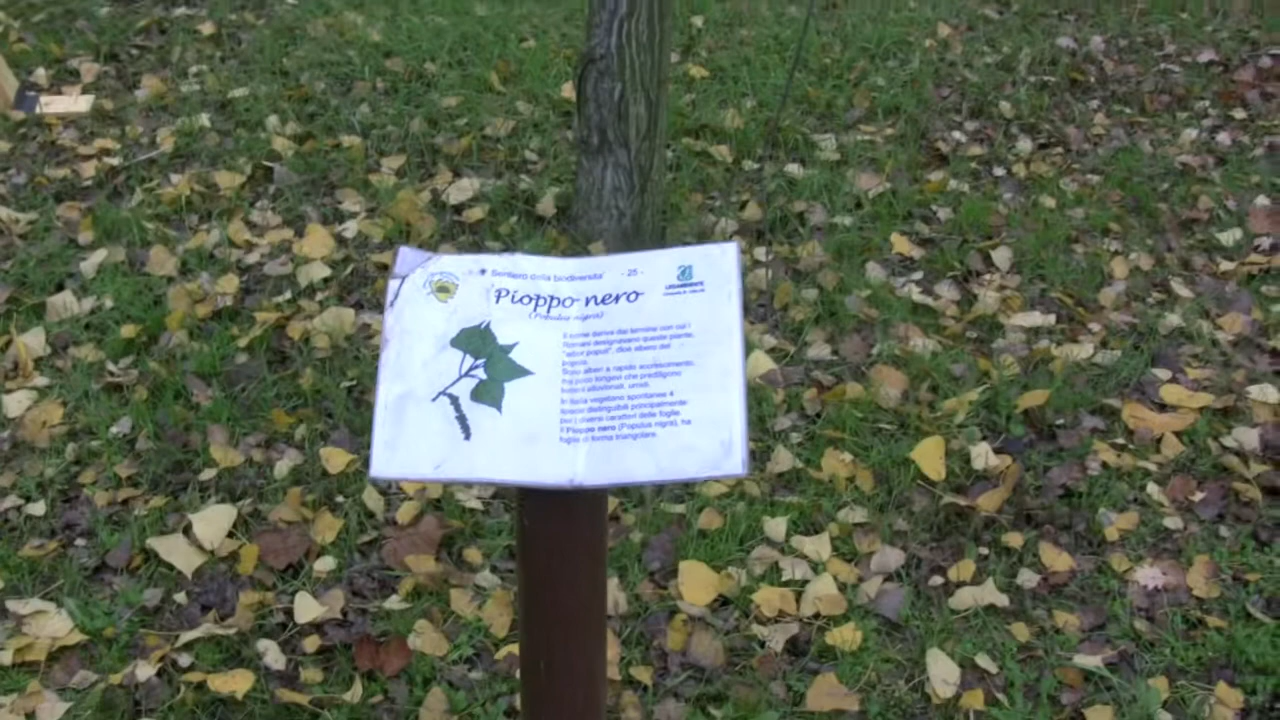 Sentiero della biodiversita'   - 25 -
LEGAMBIENTE
Pioppo nero
(Populus nigra)
Il nome deriva dal termine con cui i
Romani designavano queste piante,
"arbor populi", cioè albero del
popolo.
Sono alberi a rapido accrescimento,
ma poco longevi che prediligono
terreni alluvionali, umidi.
In Italia vegetano spontanee 4
specie distinguibili principalmente
per i diversi caratteri delle foglie.
Il Pioppo nero (Populus nigra), ha
foglie di forma triangolare.